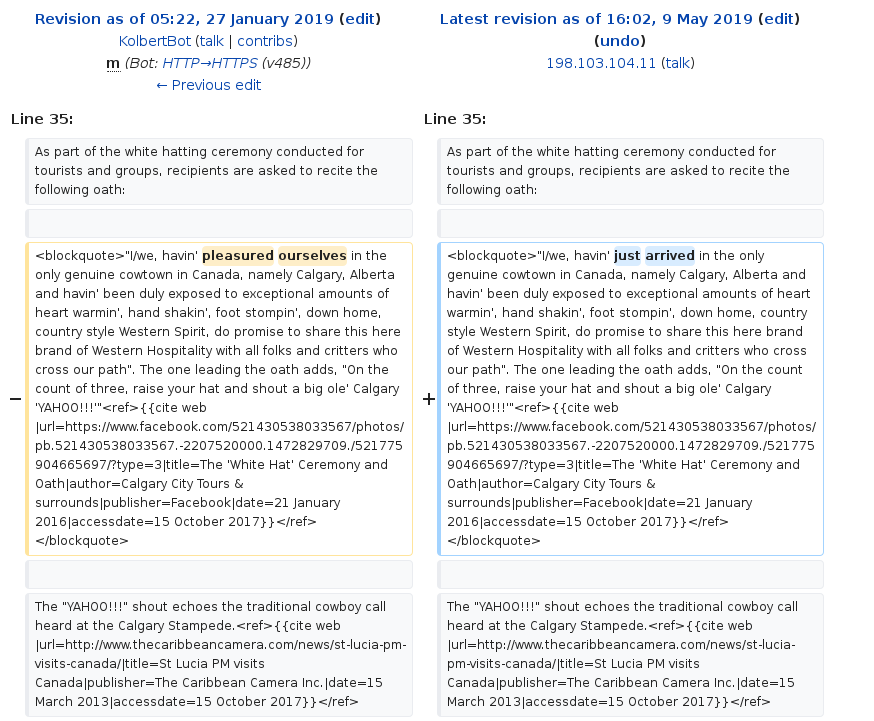 Revision as of 05:22, 27 January 2019 (edit)
KolbertBot (talk | contribs)
m (Bot: HTTP→HTTPS (v485))
← Previous edit
Latest revision as of 16:02, 9 May 2019 (edit)
(undo)
198.103.104.11 (talk)
Line 35:
As part of the white hatting ceremony conducted for
tourists and groups, recipients are asked to recite the
following oath:
− <blockquote>"I/we, havin' pleasured ourselves in the
only genuine cowtown in Canada, namely Calgary, Alberta
and havin' been duly exposed to exceptional amounts of
heart warmin', hand shakin', foot stompin', down home,
country style Western Spirit, do promise to share this here
brand of Western Hospitality with all folks and critters who
cross our path". The one leading the oath adds, "On the
count of three, raise your hat and shout a big ole' Calgary
'YAHOO!!!'"<ref>{{cite web
|url=https://www.facebook.com/521430538033567/photos/
pb.521430538033567.-2207520000.1472829709./521775
904665697/?type=3|title=The 'White Hat' Ceremony and
Oath|author=Calgary City Tours &
surrounds|publisher=Facebook|date=21 January
2016|accessdate=15 October 2017}}</ref>
</blockquote>
The "YAHOO!!!" shout echoes the traditional cowboy call
heard at the Calgary Stampede.<ref>{{cite web
|url=http://www.thecaribbeancamera.com/news/st-lucia-pm-
visits-canada/|title=St Lucia PM visits
Canada|publisher=The Caribbean Camera Inc.|date=15
March 2013|accessdate=15 October 2017}}</ref>
Line 35:
As part of the white hatting ceremony conducted for
tourists and groups, recipients are asked to recite the
following oath:
+ <blockquote>"I/we, havin' just arrived in the only
genuine cowtown in Canada, namely Calgary, Alberta and
havin' been duly exposed to exceptional amounts of heart
warmin', hand shakin', foot stompin', down home, country
style Western Spirit, do promise to share this here brand
of Western Hospitality with all folks and critters who cross
our path". The one leading the oath adds, "On the count
of three, raise your hat and shout a big ole' Calgary
'YAHOO!!!'"<ref>{{cite web
|url=https://www.facebook.com/521430538033567/photos/
pb.521430538033567.-2207520000.1472829709./521775
904665697/?type=3|title=The 'White Hat' Ceremony and
Oath|author=Calgary City Tours &
surrounds|publisher=Facebook|date=21 January
2016|accessdate=15 October 2017}}</ref>
</blockquote>
The "YAHOO!!!" shout echoes the traditional cowboy call
heard at the Calgary Stampede.<ref>{{cite web
|url=http://www.thecaribbeancamera.com/news/st-lucia-
pm-visits-canada/|title=St Lucia PM visits
Canada|publisher=The Caribbean Camera Inc.|date=15
March 2013|accessdate=15 October 2017}}</ref>